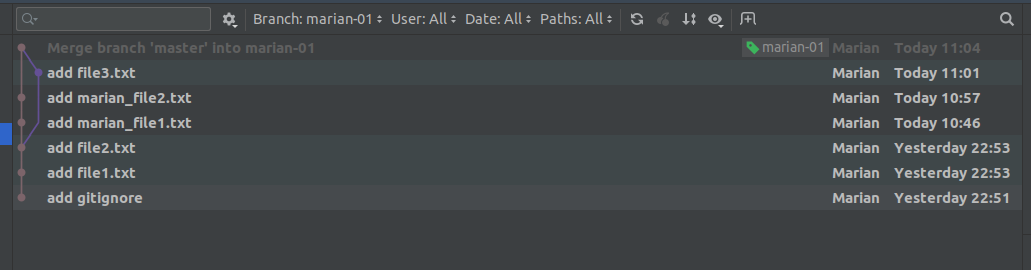 Branch: marian-01 User: All Date: All Paths: All
Merge branch 'master' into marian-01 marian-01 Marian Today 11:04
add file3.txt Marian Today 11:01
add marian_file2.txt Marian Today 10:57
add marian_file1.txt Marian Today 10:46
add file2.txt Marian Yesterday 22:53
add file1.txt Marian Yesterday 22:53
add gitignore Marian Yesterday 22:51